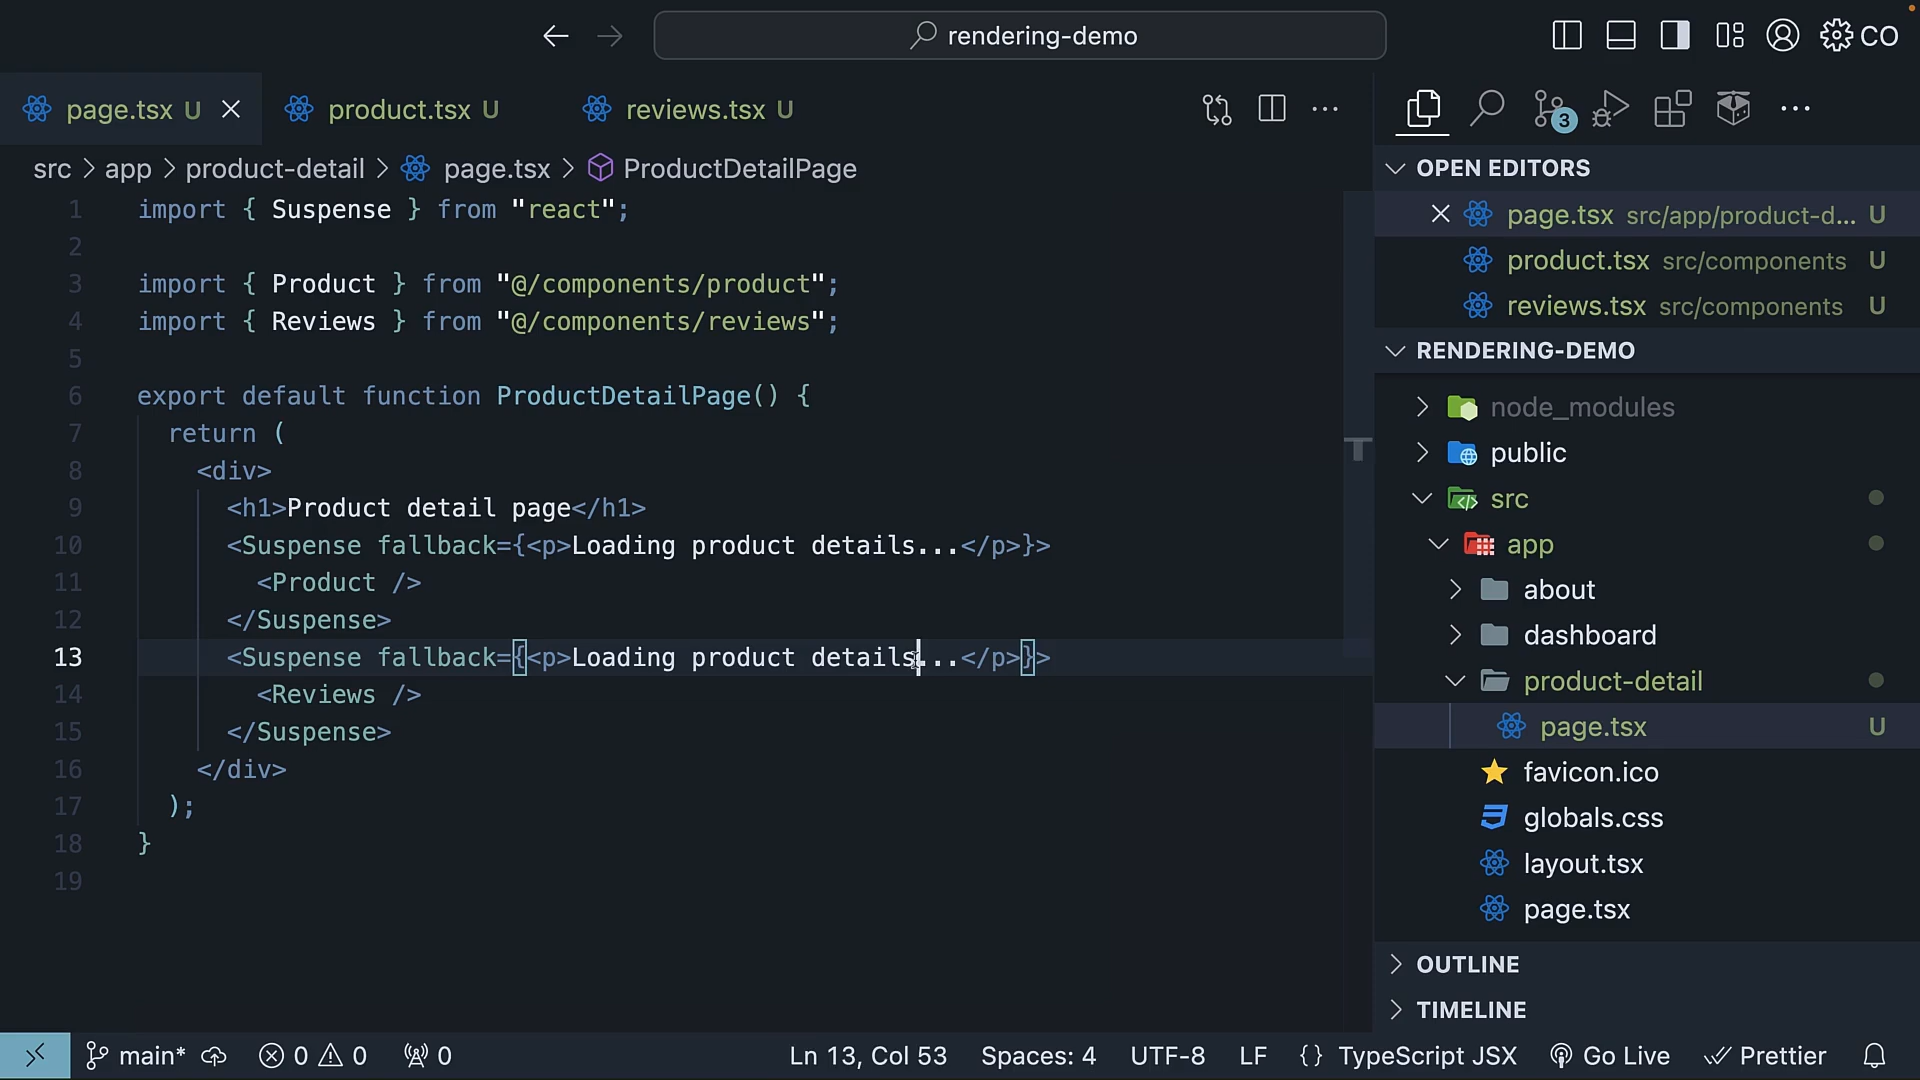 rendering-demo
CO
page.tsx U
product.tsx U
reviews.tsx U
3
src > app > product-detail > page.tsx > ProductDetailPage
1 import { Suspense } from "react";
2
3 import { Product } from "@/components/product";
4 import { Reviews } from "@/components/reviews";
5
6 export default function ProductDetailPage() {
7 return (
8 <div>
9 <h1>Product detail page</h1>
10 <Suspense fallback={<p>Loading product details...</p>}>
11 <Product />
12 </Suspense>
13 <Suspense fallback={<p>Loading product details...</p>}>
14 <Reviews />
15 </Suspense>
16 </div>
17 );
18 }
19
OPEN EDITORS
page.tsx src/app/product-d... U
product.tsx src/components U
reviews.tsx src/components U
RENDERING-DEMO
node_modules
public
src
app
about
dashboard
product-detail
page.tsx U
favicon.ico
globals.css
layout.tsx
page.tsx
OUTLINE
TIMELINE
main* 0 0 0 Ln 13, Col 53 Spaces: 4 UTF-8 LF {} TypeScript JSX Go Live Prettier